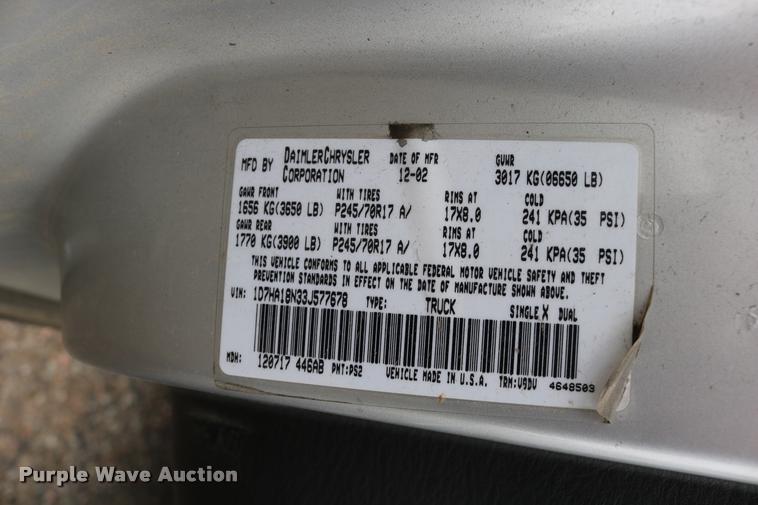 MFD BY DAIMLERCHRYSLER CORPORATION DATE OF MFR 12-02 GVWR 3017 KG(06650 LB)
GAWR FRONT WITH TIRES RIMS AT COLD
1656 KG(3650 LB) P245/70R17 A/ 17X8.0 241 KPA(35 PSI)
GAWR REAR WITH TIRES RIMS AT COLD
1770 KG(3900 LB) P245/70R17 A/ 17X8.0 241 KPA(35 PSI)
THIS VEHICLE CONFORMS TO ALL APPLICABLE FEDERAL MOTOR VEHICLE SAFETY AND THEFT
PREVENTION STANDARDS IN EFFECT ON THE DATE OF MANUFACTURE SHOWN ABOVE.
VIN: 1D7HA18N33J577678 TYPE: TRUCK SINGLE X DUAL
MDH: 120717 446AB PNT:PS2 VEHICLE MADE IN U.S.A. TRM:V9DV 4648503
Purple Wave Auction